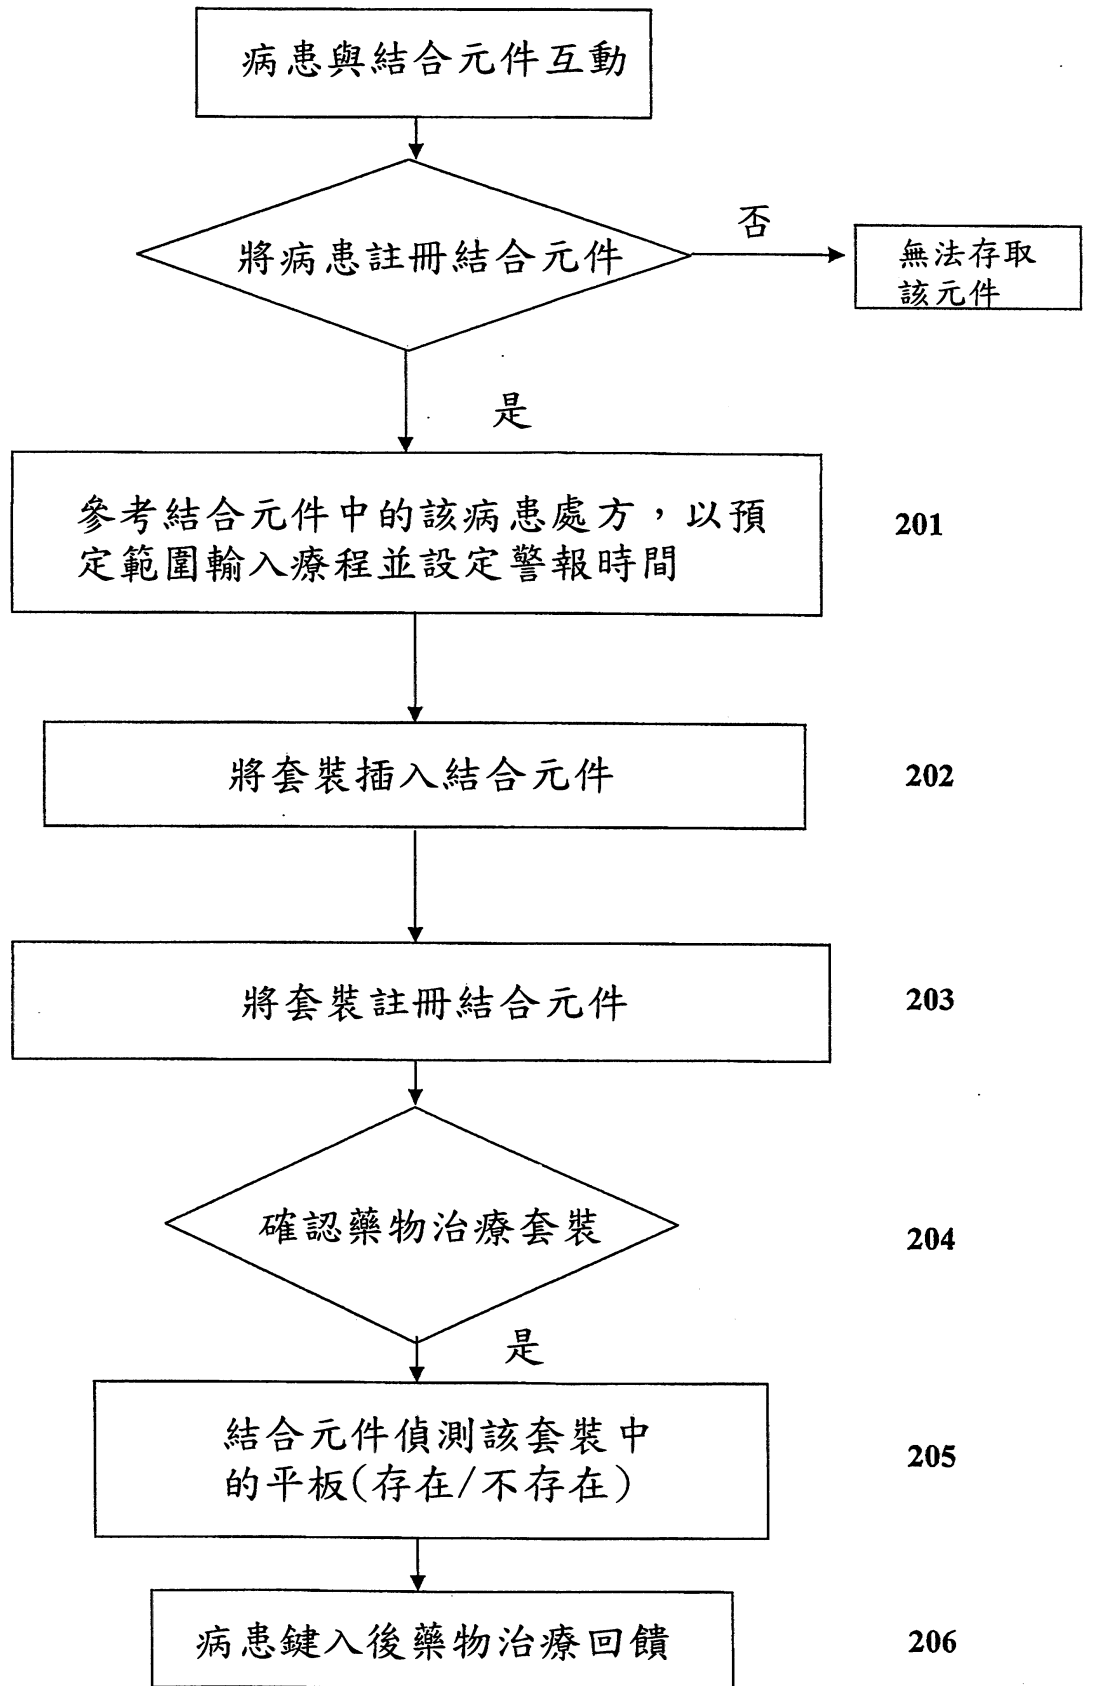 病患與結合元件互動
將病患註冊結合元件
否
無法存取
該元件
是
參考結合元件中的該病患處方，以預
定範圍輸入療程並設定警報時間
201
將套裝插入結合元件
202
將套裝註冊結合元件
203
確認藥物治療套裝
204
是
結合元件偵測該套裝中
的平板(存在/不存在)
205
病患鍵入後藥物治療回饋
206